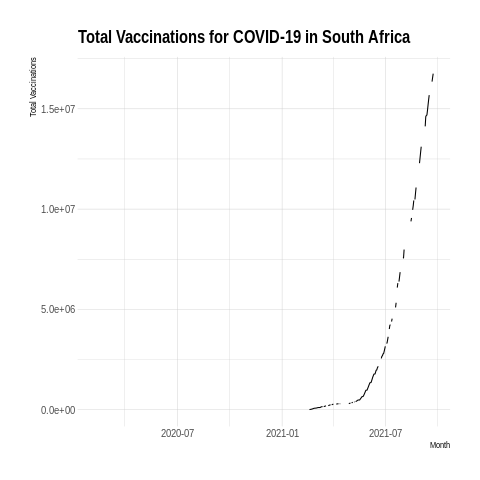 Total Vaccinations for COVID-19 in South Africa
Total Vaccinations
1.5e+07
1.0e+07
5.0e+06
0.0e+00
2020-07 2021-01 2021-07
Month